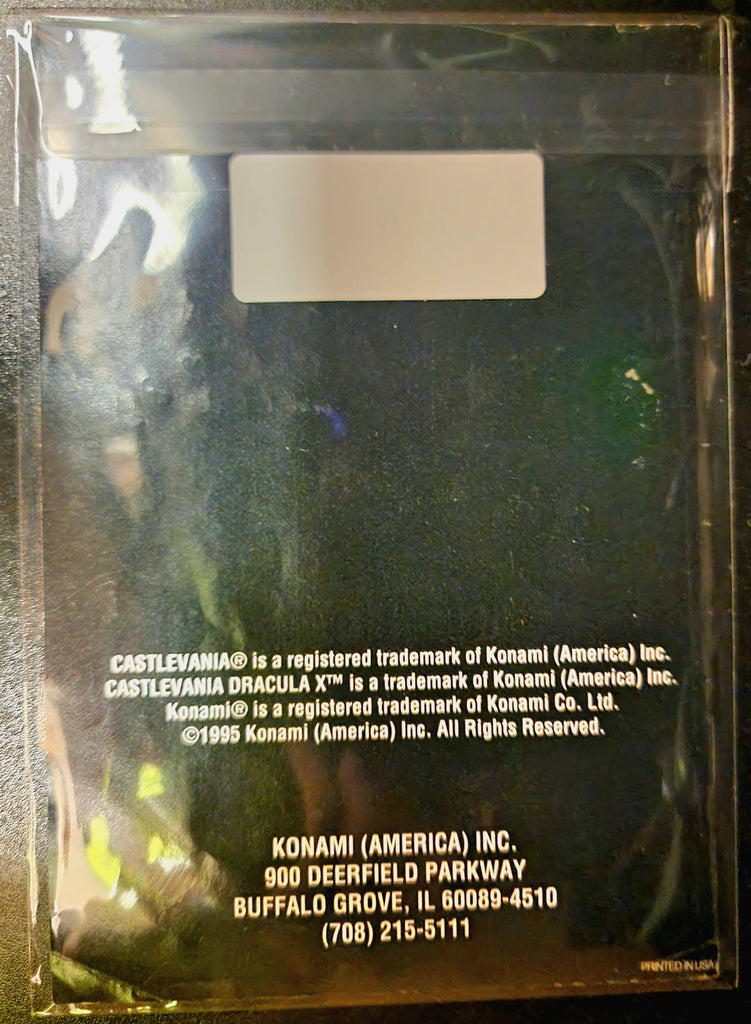 CASTLEVANIA® is a registered trademark of Konami (America) Inc.
CASTLEVANIA DRACULA X™ is a trademark of Konami (America) Inc.
Konami® is a registered trademark of Konami Co. Ltd.
©1995 Konami (America) Inc. All Rights Reserved.
KONAMI (AMERICA) INC.
900 DEERFIELD PARKWAY
BUFFALO GROVE, IL 60089-4510
(708) 215-5111
PRINTED IN USA